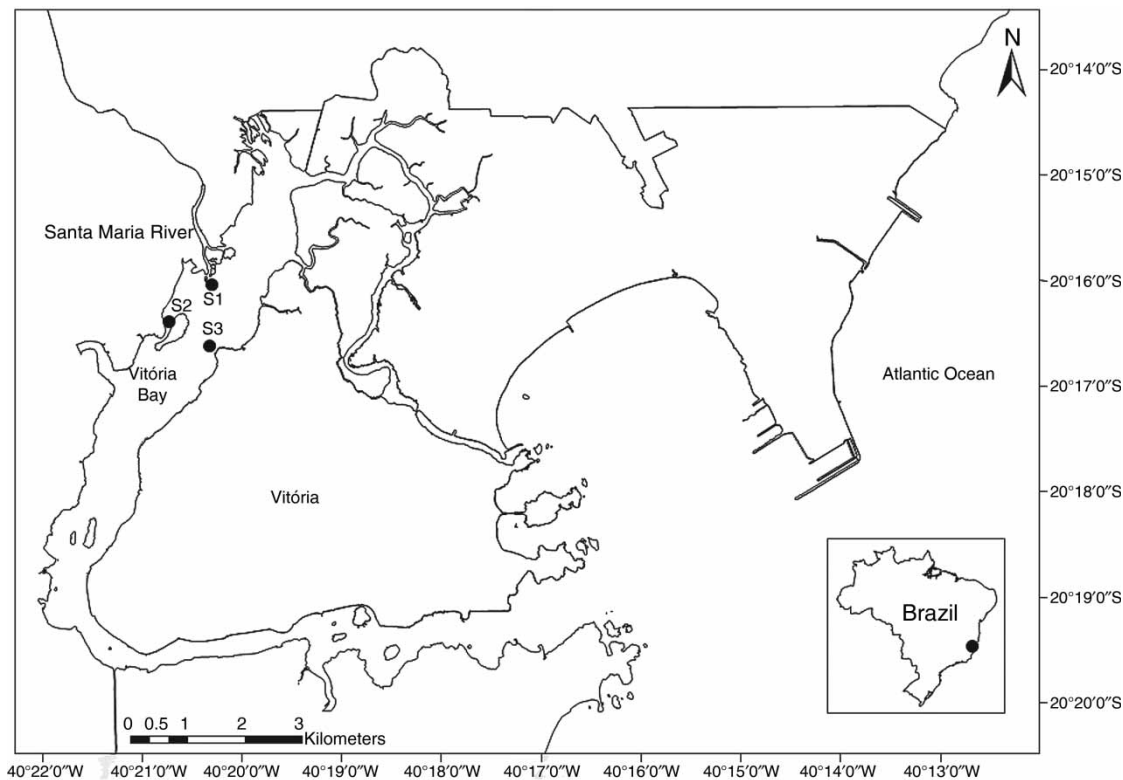 N
20°14′0″S
20°15′0″S
Santa Maria River
20°16′0″S
S1
S2
S3
Vitória
Bay
Atlantic Ocean
20°17′0″S
Vitória
20°18′0″S
Brazil
20°19′0″S
20°20′0″S
0 0.5 1 2 3
Kilometers
40°22′0″W 40°21′0″W 40°20′0″W 40°19′0″W 40°18′0″W 40°17′0″W 40°16′0″W 40°15′0″W 40°14′0″W 40°13′0″W